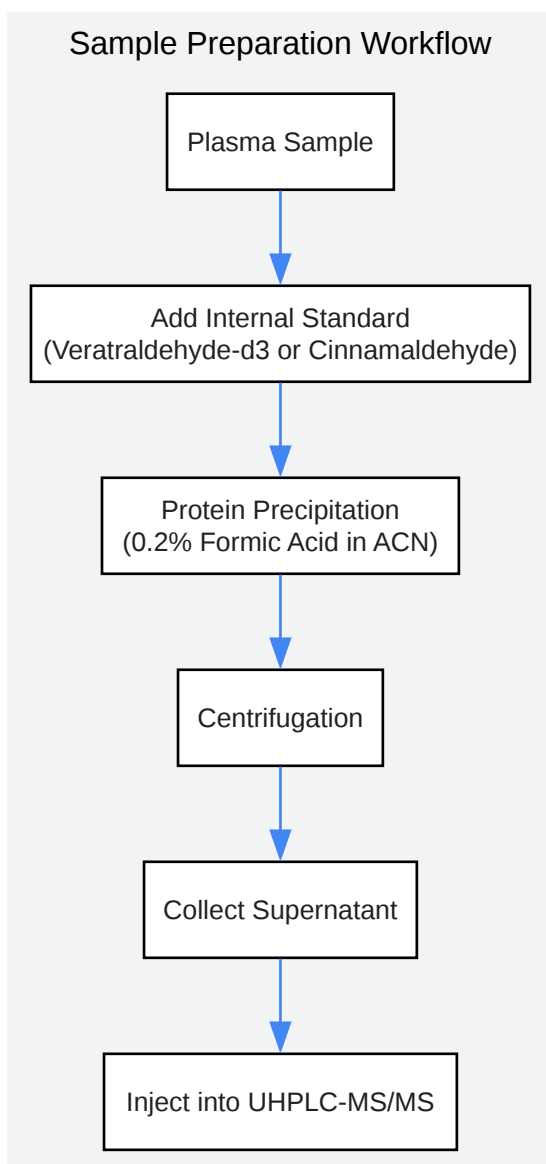 Sample Preparation Workflow
Plasma Sample
Add Internal Standard
(Veratraldehyde-d3 or Cinnamaldehyde)
Protein Precipitation
(0.2% Formic Acid in ACN)
Centrifugation
Collect Supernatant
Inject into UHPLC-MS/MS